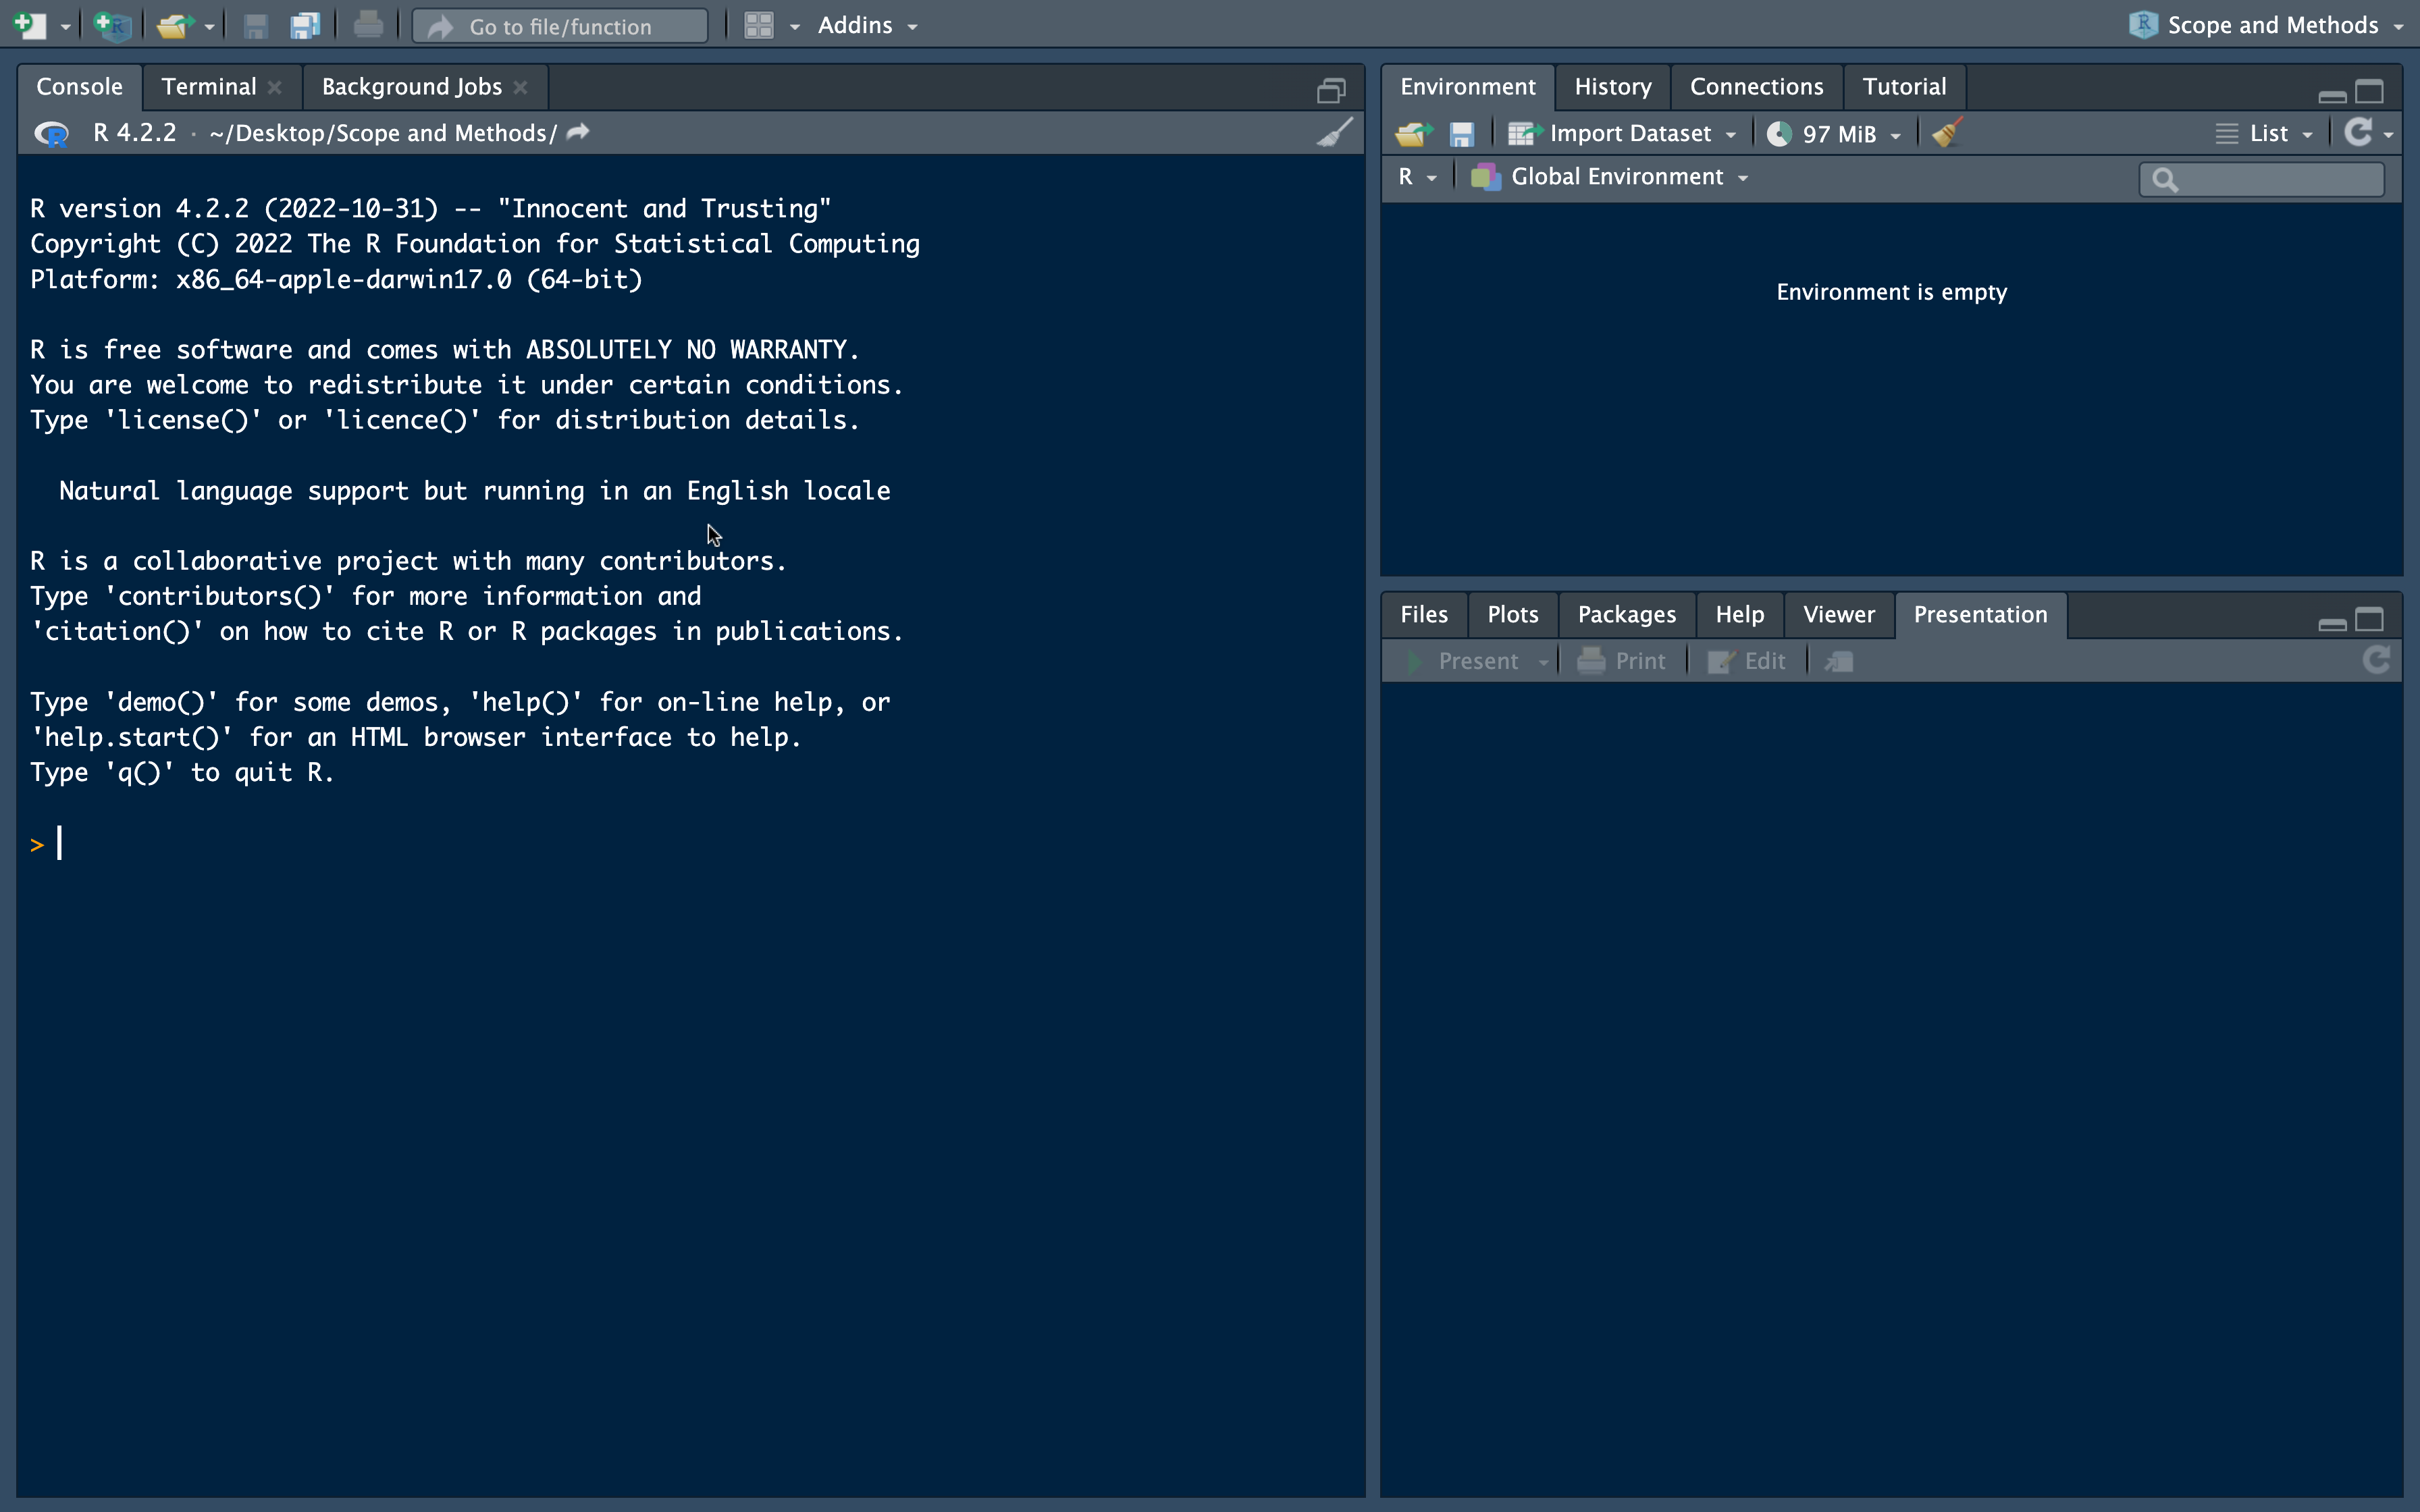 Go to file/function
Addins
Scope and Methods
Console
Terminal
Background Jobs
R 4.2.2 · ~/Desktop/Scope and Methods/
R version 4.2.2 (2022-10-31) -- "Innocent and Trusting"
Copyright (C) 2022 The R Foundation for Statistical Computing
Platform: x86_64-apple-darwin17.0 (64-bit)
R is free software and comes with ABSOLUTELY NO WARRANTY.
You are welcome to redistribute it under certain conditions.
Type 'license()' or 'licence()' for distribution details.
Natural language support but running in an English locale
R is a collaborative project with many contributors.
Type 'contributors()' for more information and
'citation()' on how to cite R or R packages in publications.
Type 'demo()' for some demos, 'help()' for on-line help, or
'help.start()' for an HTML browser interface to help.
Type 'q()' to quit R.
>
Environment
History
Connections
Tutorial
Import Dataset
97 MiB
List
R
Global Environment
Environment is empty
Files
Plots
Packages
Help
Viewer
Presentation
Present
Print
Edit